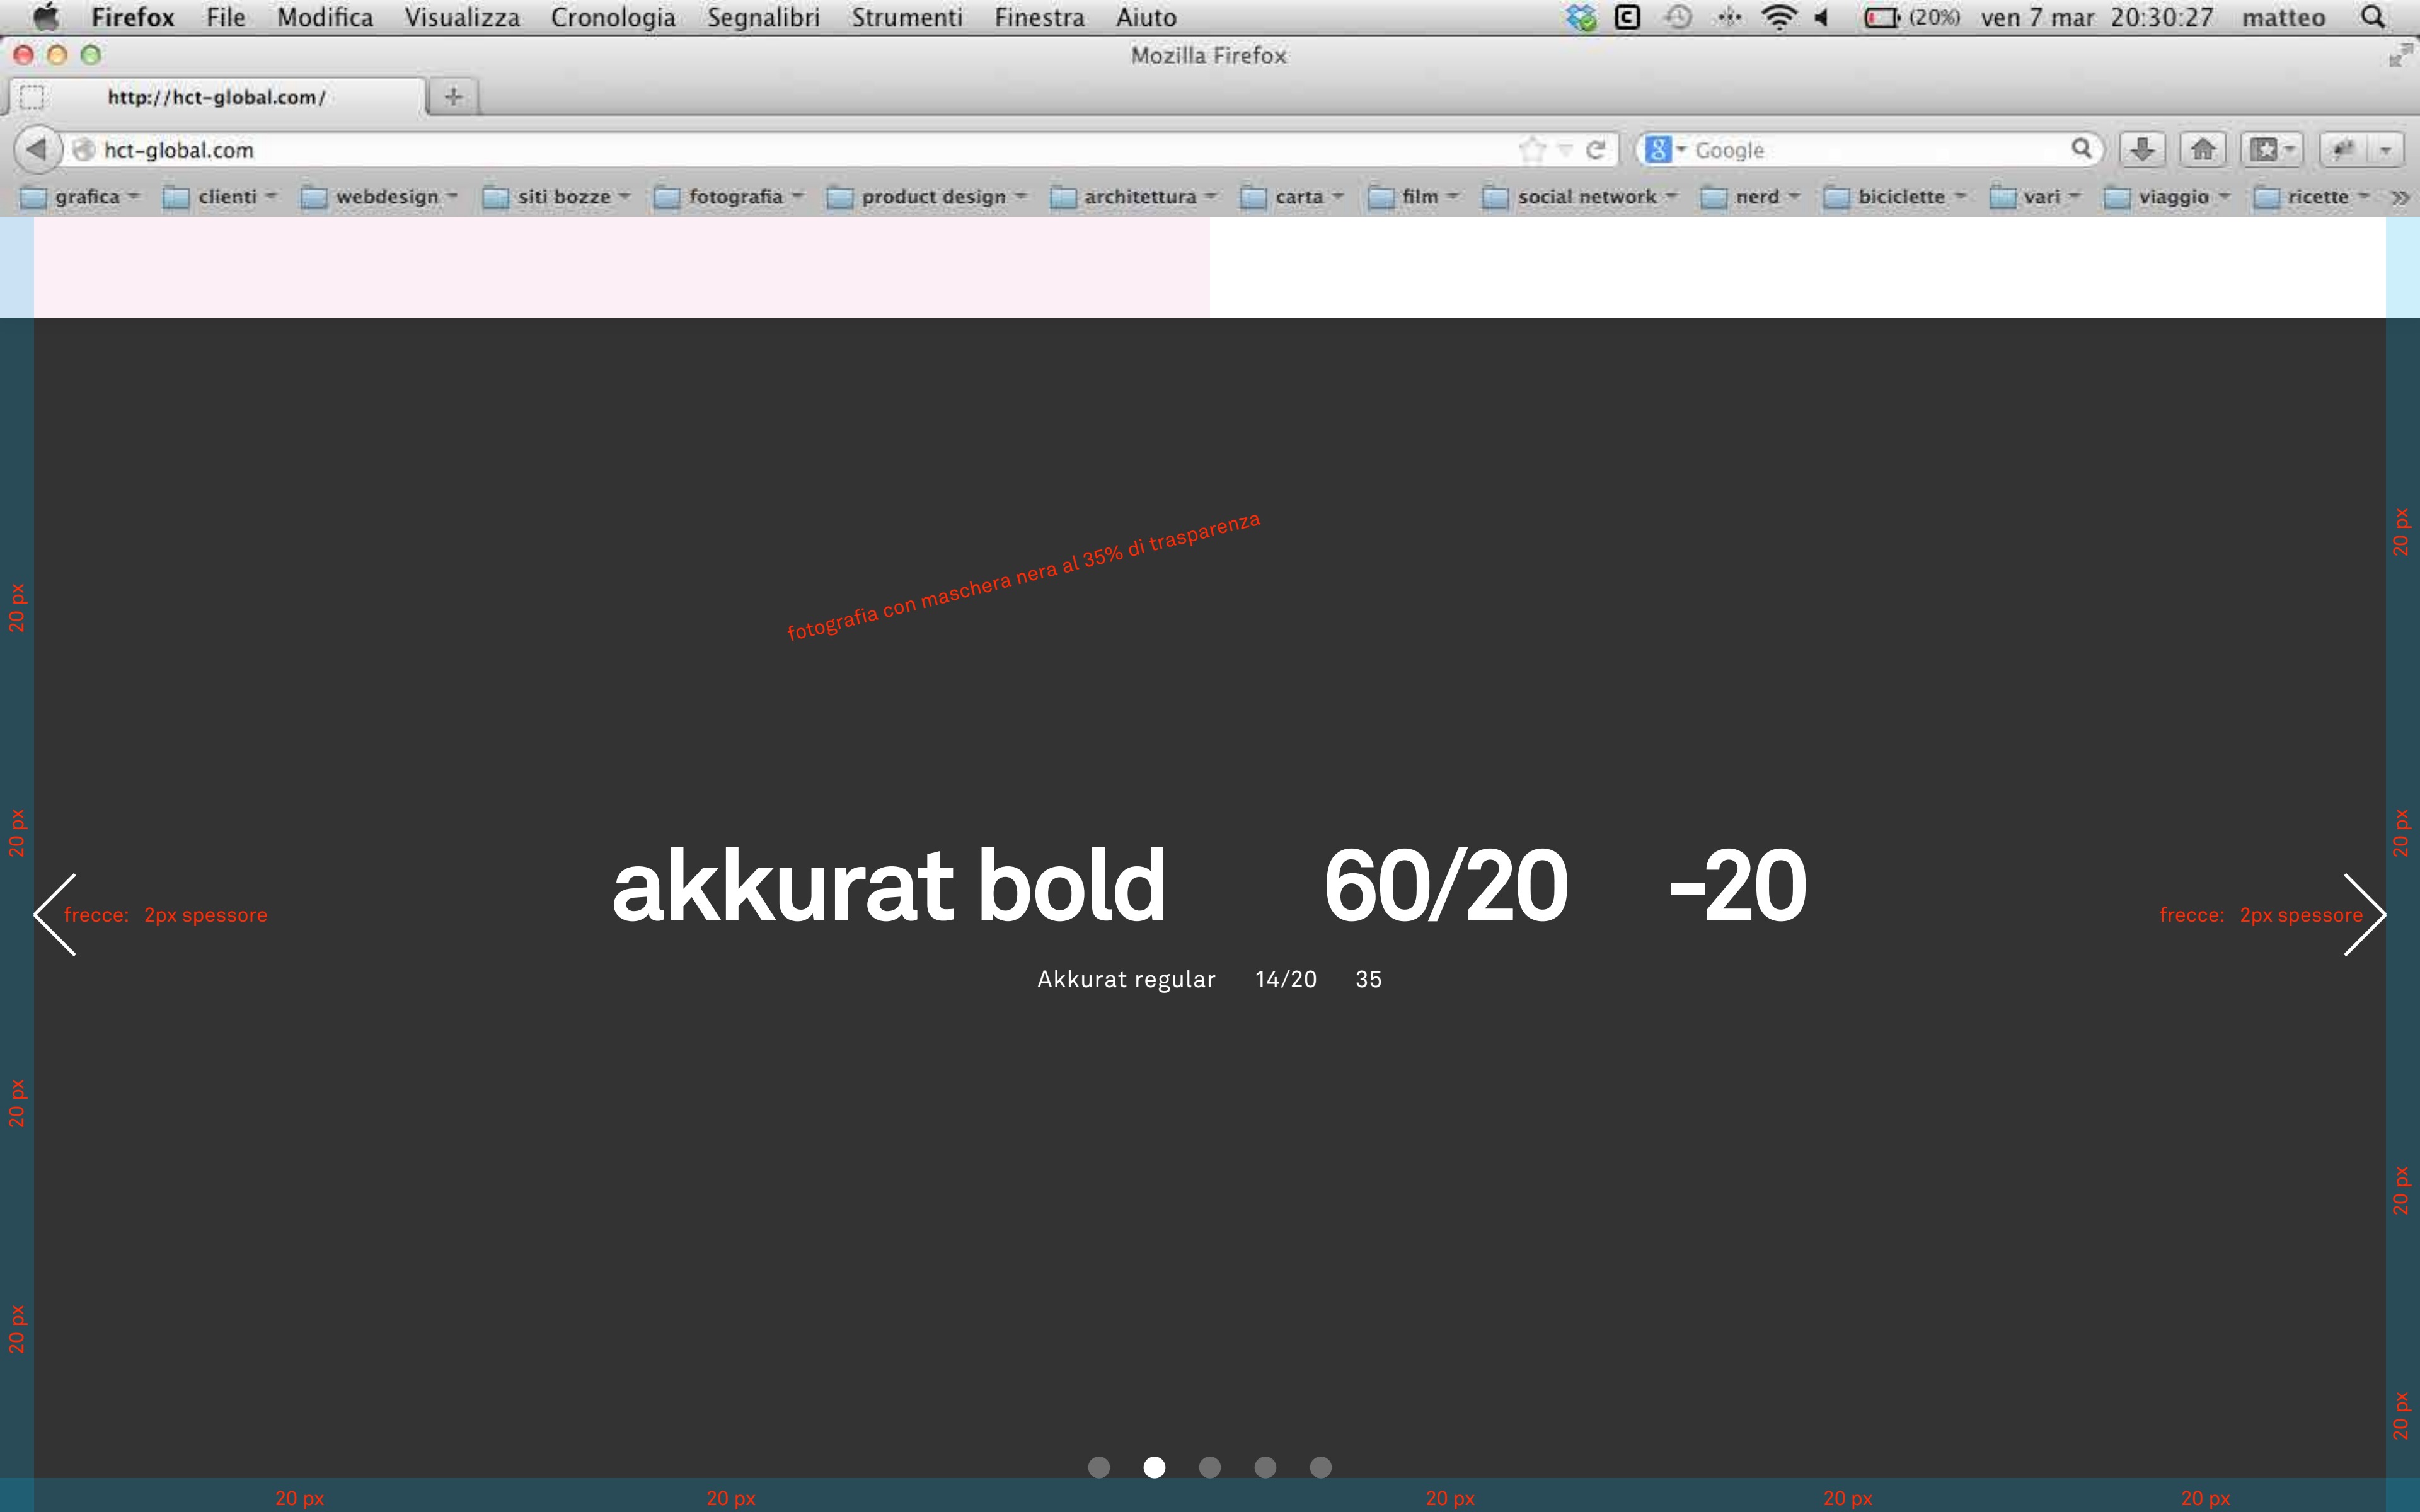 Firefox File Modifica Visualizza Cronologia Segnalibri Strumenti Finestra Aiuto (20%) ven 7 mar 20:30:27 matteo
Mozilla Firefox
http://hct-global.com/
hct-global.com Google
grafica clienti webdesign siti bozze fotografia product design architettura carta film social network nerd biciclette vari viaggio ricette
20 px
fotografia con maschera nera al 35% di trasparenza
20 px
20 px
20 px
akkurat bold 60/20 -20
frecce: 2px spessore
frecce: 2px spessore
Akkurat regular 14/20 35
20 px
20 px
20 px
20 px
20 px
20 px
20 px
20 px
20 px